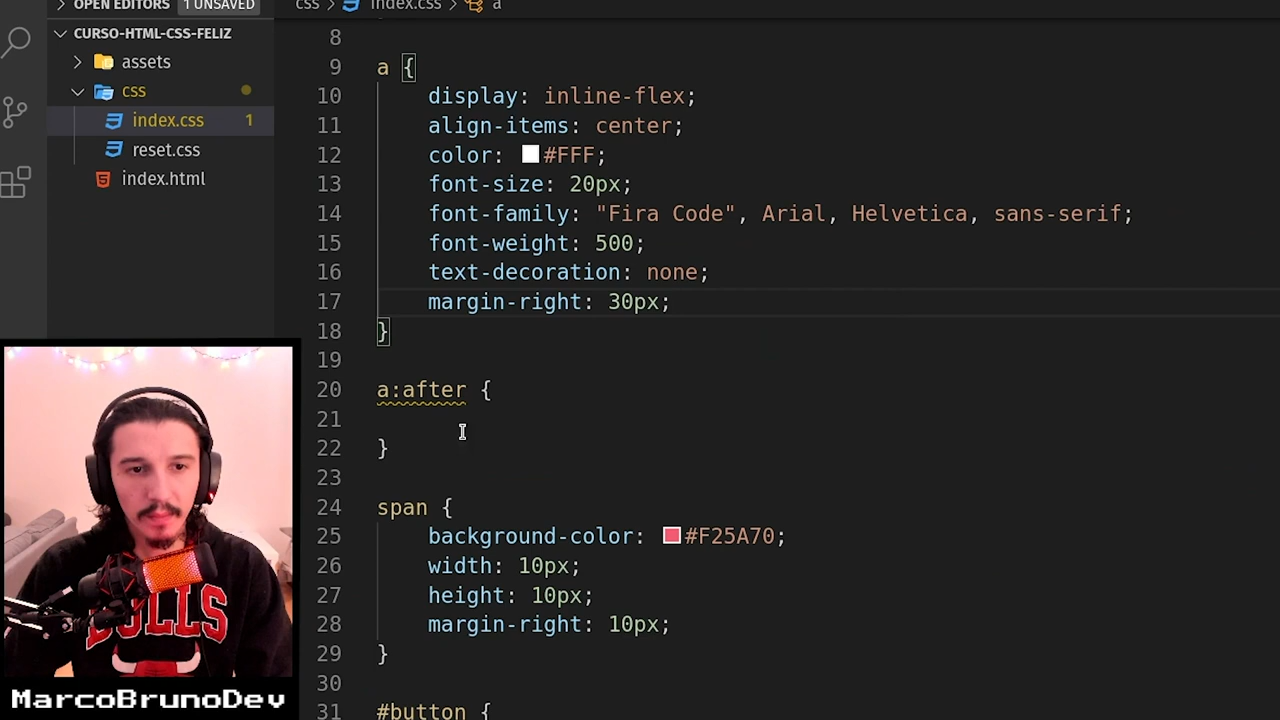 OPEN EDITORS 1 UNSAVED
CURSO-HTML-CSS-FELIZ
assets
css
index.css 1
reset.css
index.html
css > index.css > a
8
9 a {
10 display: inline-flex;
11 align-items: center;
12 color: #FFF;
13 font-size: 20px;
14 font-family: "Fira Code", Arial, Helvetica, sans-serif;
15 font-weight: 500;
16 text-decoration: none;
17 margin-right: 30px;
18 }
19
20 a:after {
21
22 }
23
24 span {
25 background-color: #F25A70;
26 width: 10px;
27 height: 10px;
28 margin-right: 10px;
29 }
30
31 #button {
BULLS
MarcoBrunoDev